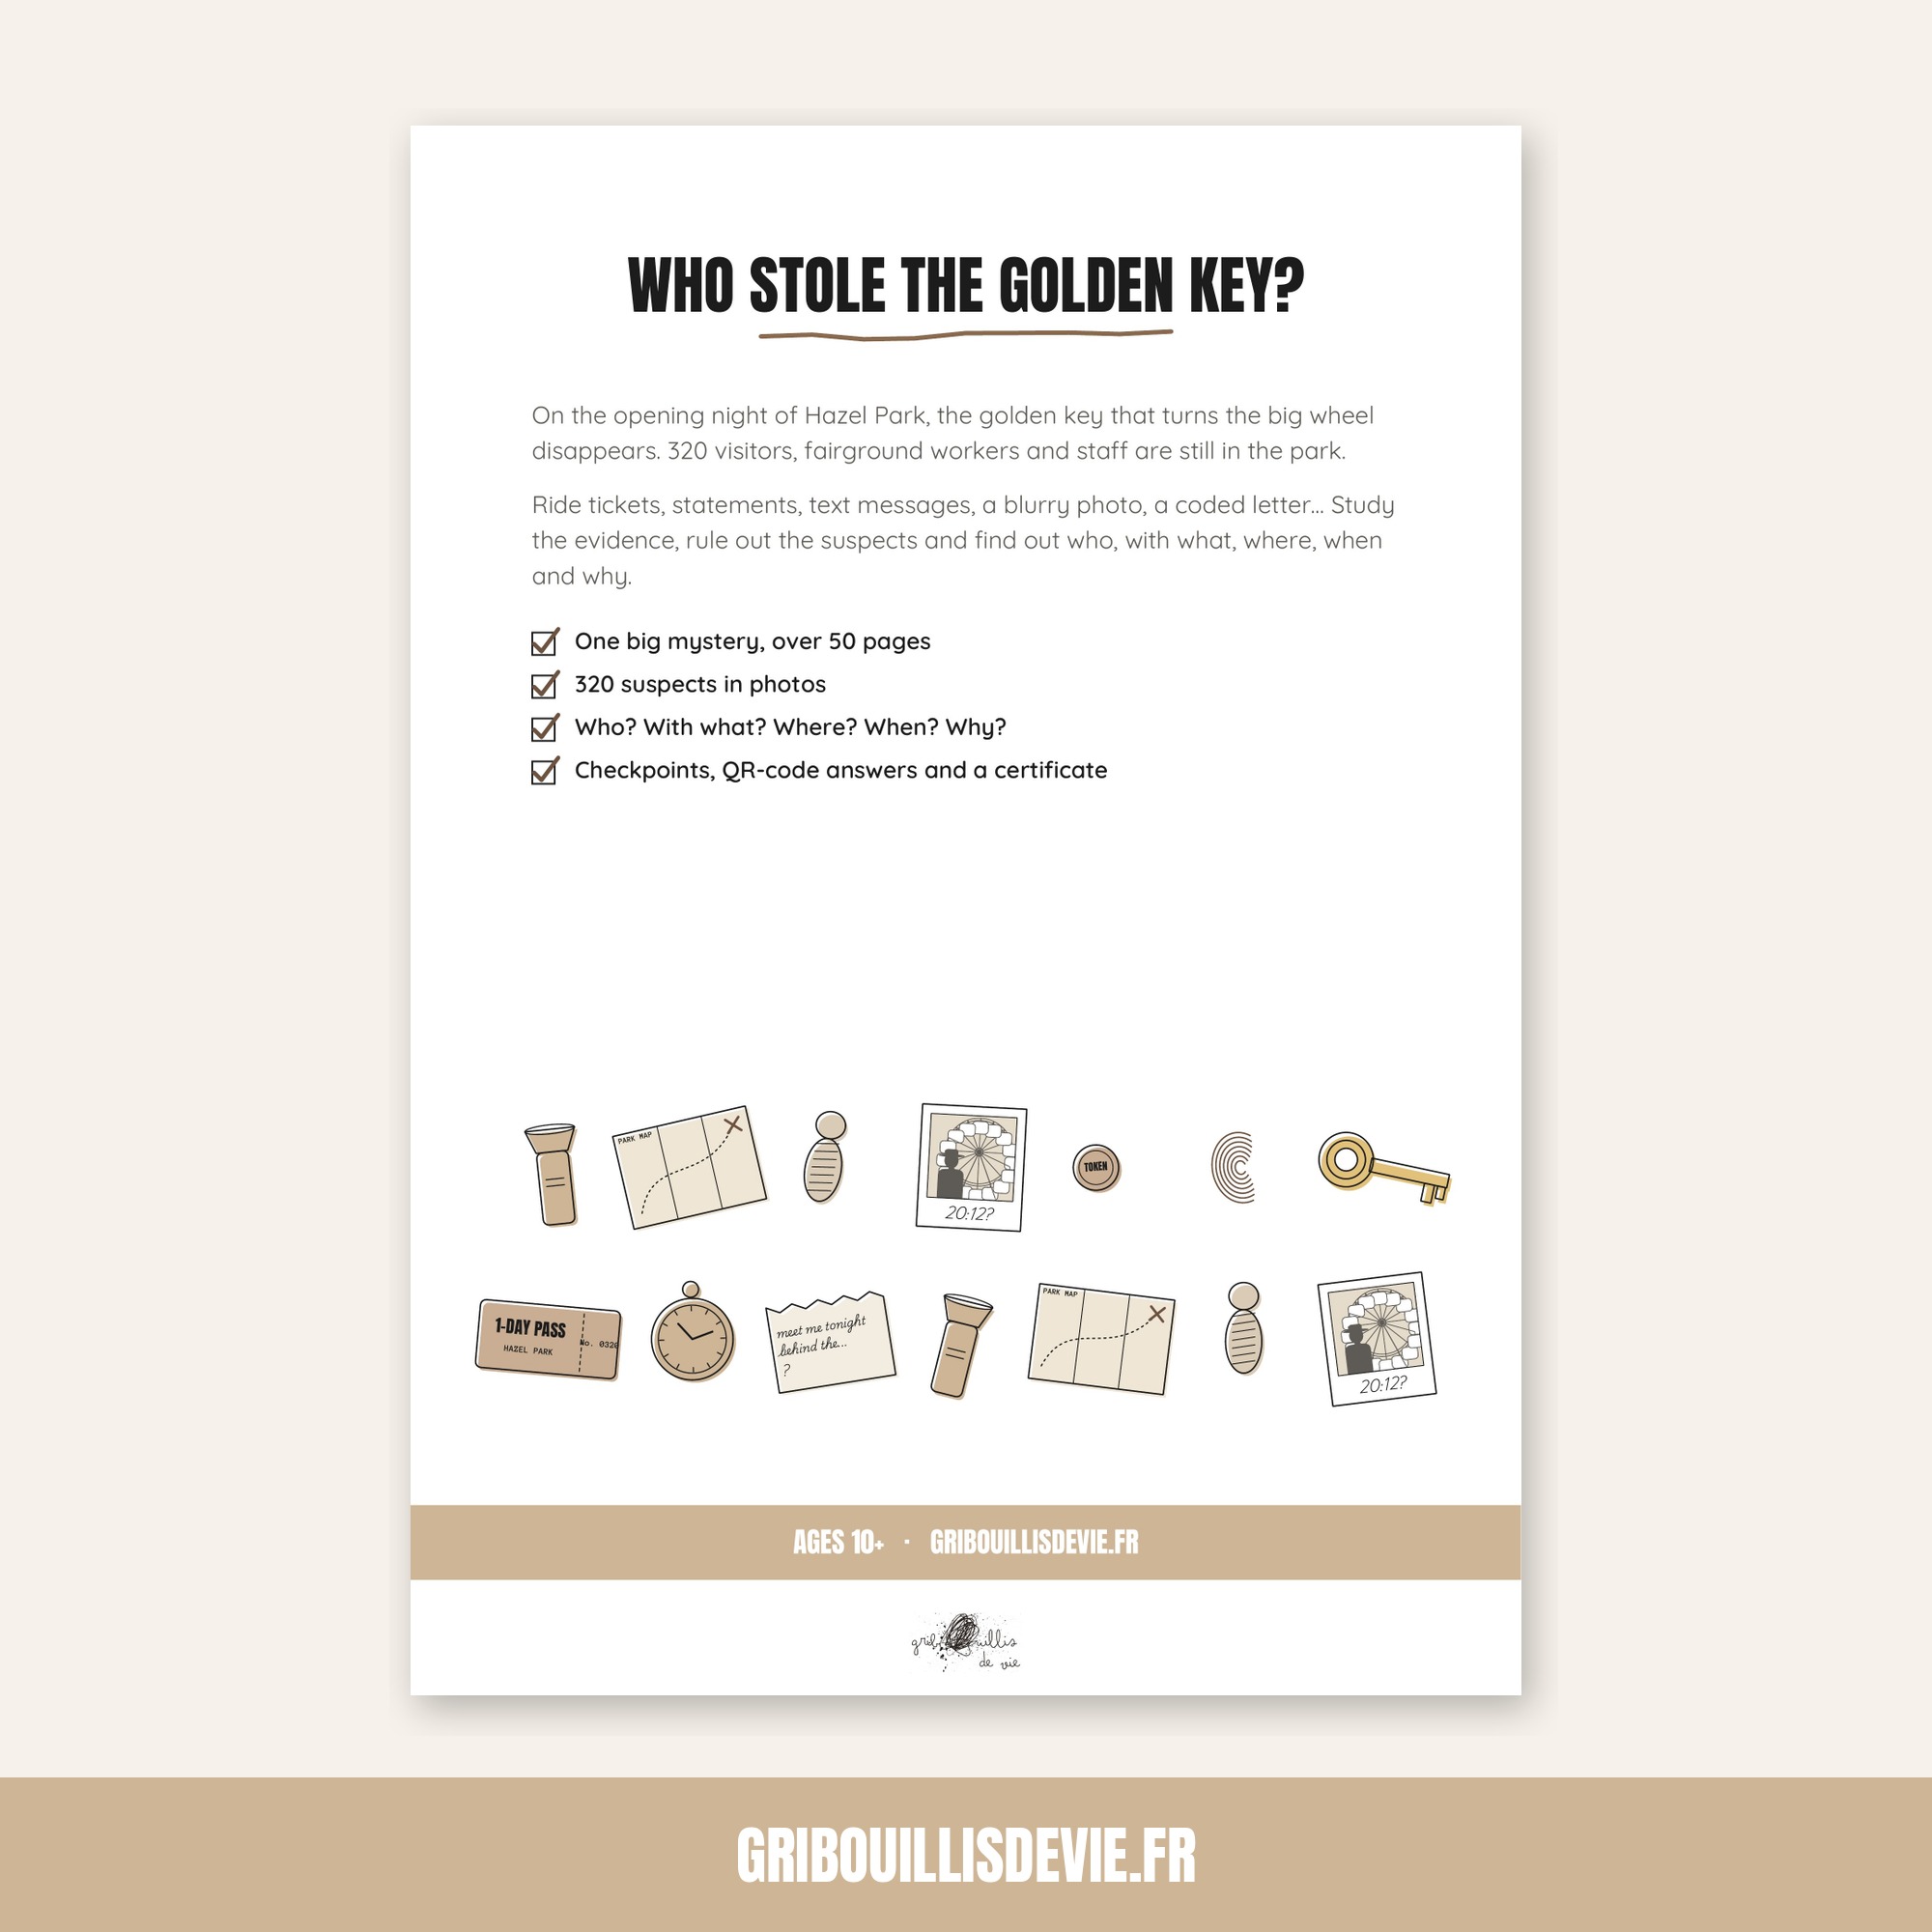 WHO STOLE THE GOLDEN KEY?
On the opening night of Hazel Park, the golden key that turns the big wheel
disappears. 320 visitors, fairground workers and staff are still in the park.
Ride tickets, statements, text messages, a blurry photo, a coded letter... Study
the evidence, rule out the suspects and find out who, with what, where, when
and why.
One big mystery, over 50 pages
320 suspects in photos
Who? With what? Where? When? Why?
Checkpoints, QR-code answers and a certificate
PARK MAP
20:12?
TOKEN
1-DAY PASS
HAZEL PARK
No. 0320
meet me tonight
behind the...
?
PARK MAP
20:12?
AGES 10+ · GRIBOUILLISDEVIE.FR
gribouillis
de vie
GRIBOUILLISDEVIE.FR